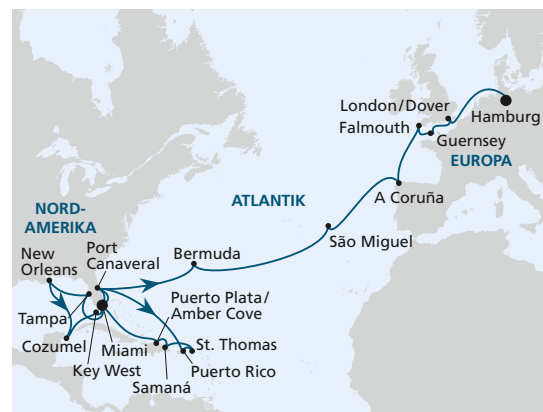 London/Dover
Hamburg
Falmouth
Guernsey
EUROPA
A Coruña
NORD-
AMERIKA
ATLANTIK
São Miguel
New
Orleans
Port
Canaveral
Bermuda
Puerto Plata/
Amber Cove
Tampa
Cozumel
Miami
St. Thomas
Key West
Puerto Rico
Samaná